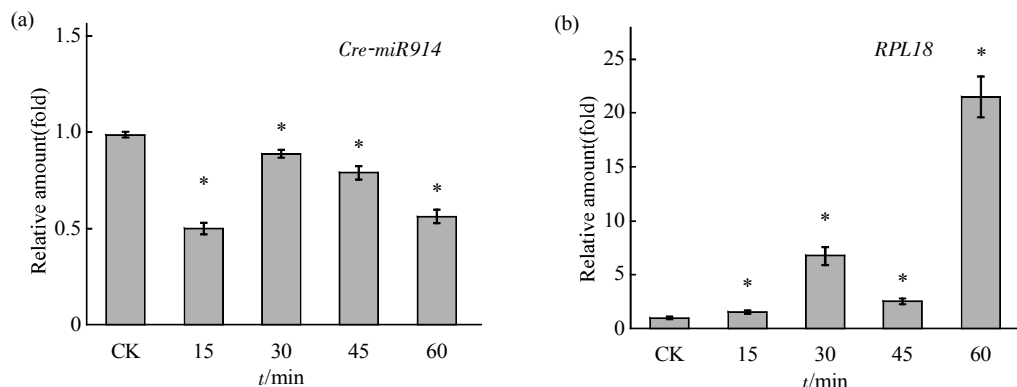 (a)
Cre-miR914
Relative amount(fold)
1.5
1.0
0.5
0
*
*
*
*
CK 15 30 45 60
t/min
(b)
RPL18
Relative amount(fold)
25
20
15
10
5
0
*
*
*
*
CK 15 30 45 60
t/min